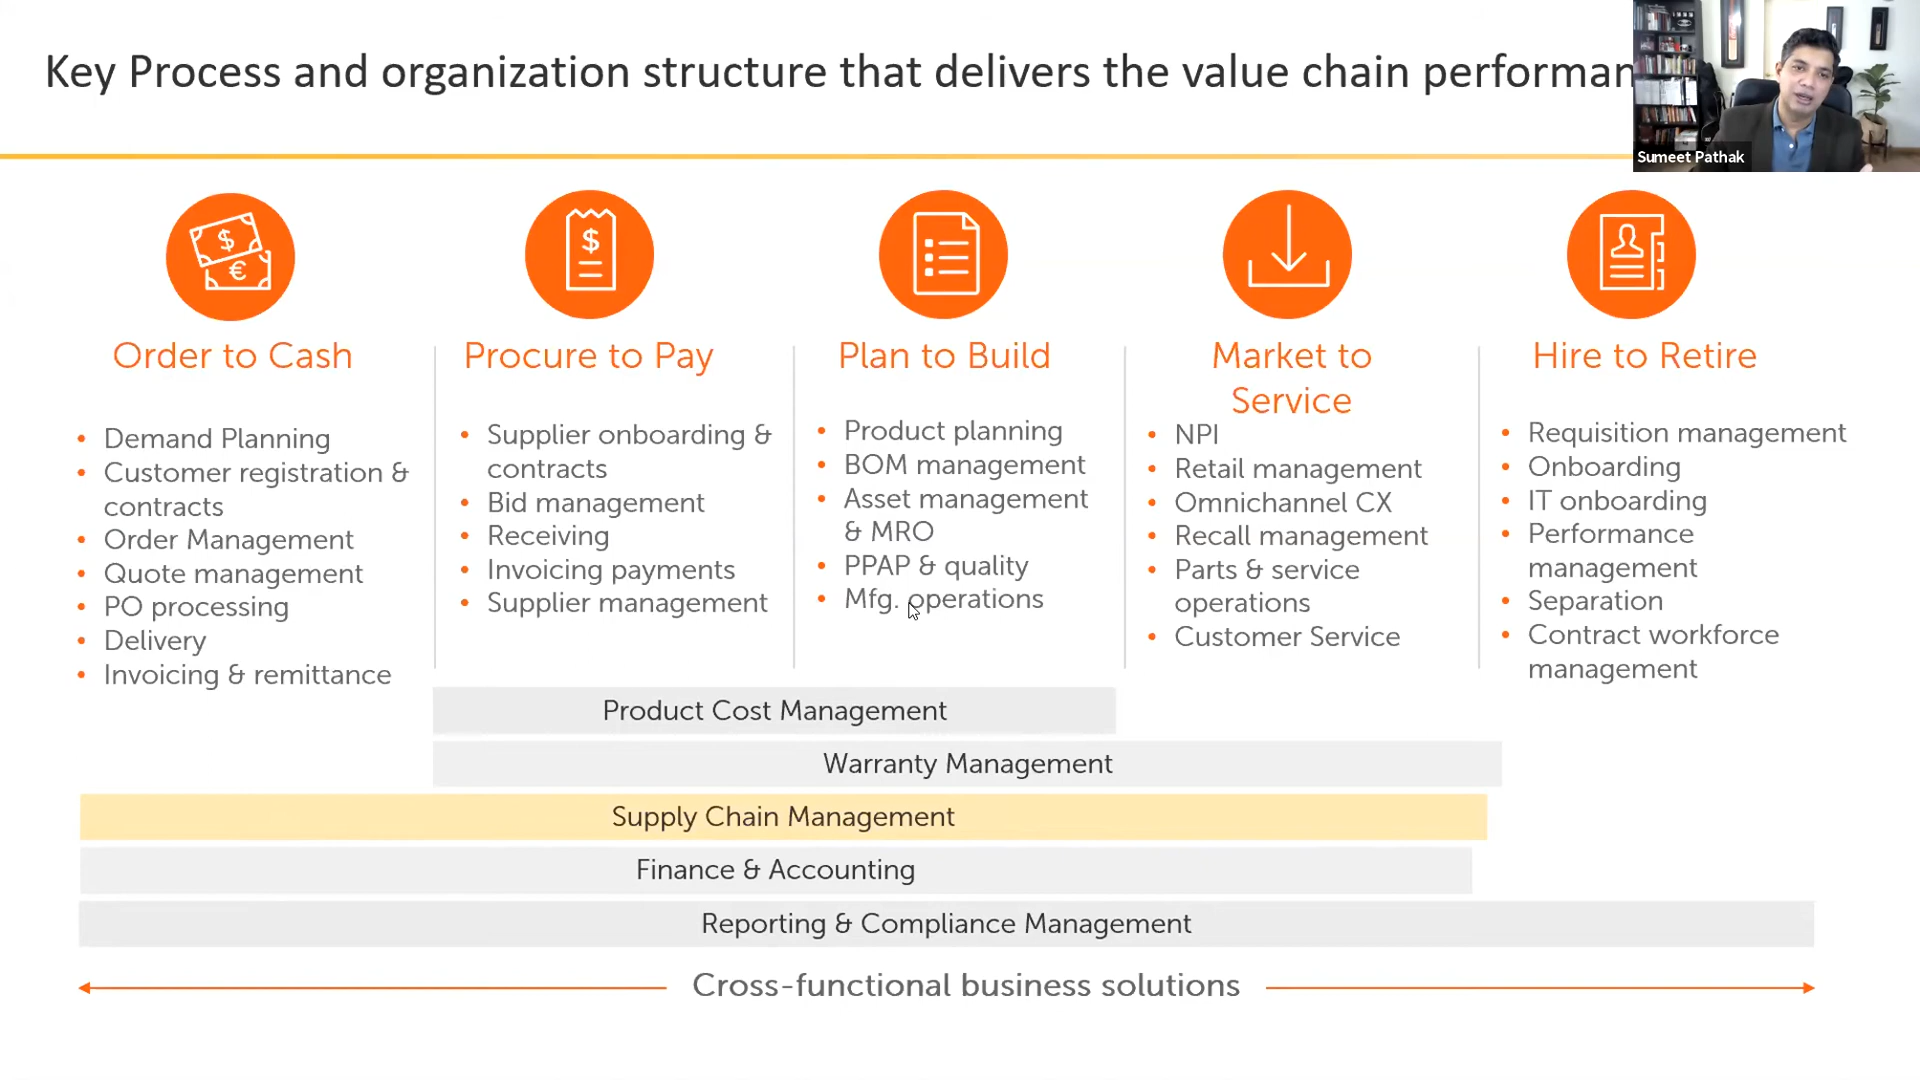 Key Process and organization structure that delivers the value chain performan
Sumeet Pathak
$
€
$
Order to Cash
• Demand Planning
• Customer registration &
contracts
• Order Management
• Quote management
• PO processing
• Delivery
• Invoicing & remittance
Procure to Pay
• Supplier onboarding &
contracts
• Bid management
• Receiving
• Invoicing payments
• Supplier management
Plan to Build
• Product planning
• BOM management
• Asset management
& MRO
• PPAP & quality
• Mfg. operations
Market to
Service
• NPI
• Retail management
• Omnichannel CX
• Recall management
• Parts & service
operations
• Customer Service
Hire to Retire
• Requisition management
• Onboarding
• IT onboarding
• Performance
management
• Separation
• Contract workforce
management
Product Cost Management
Warranty Management
Supply Chain Management
Finance & Accounting
Reporting & Compliance Management
Cross-functional business solutions